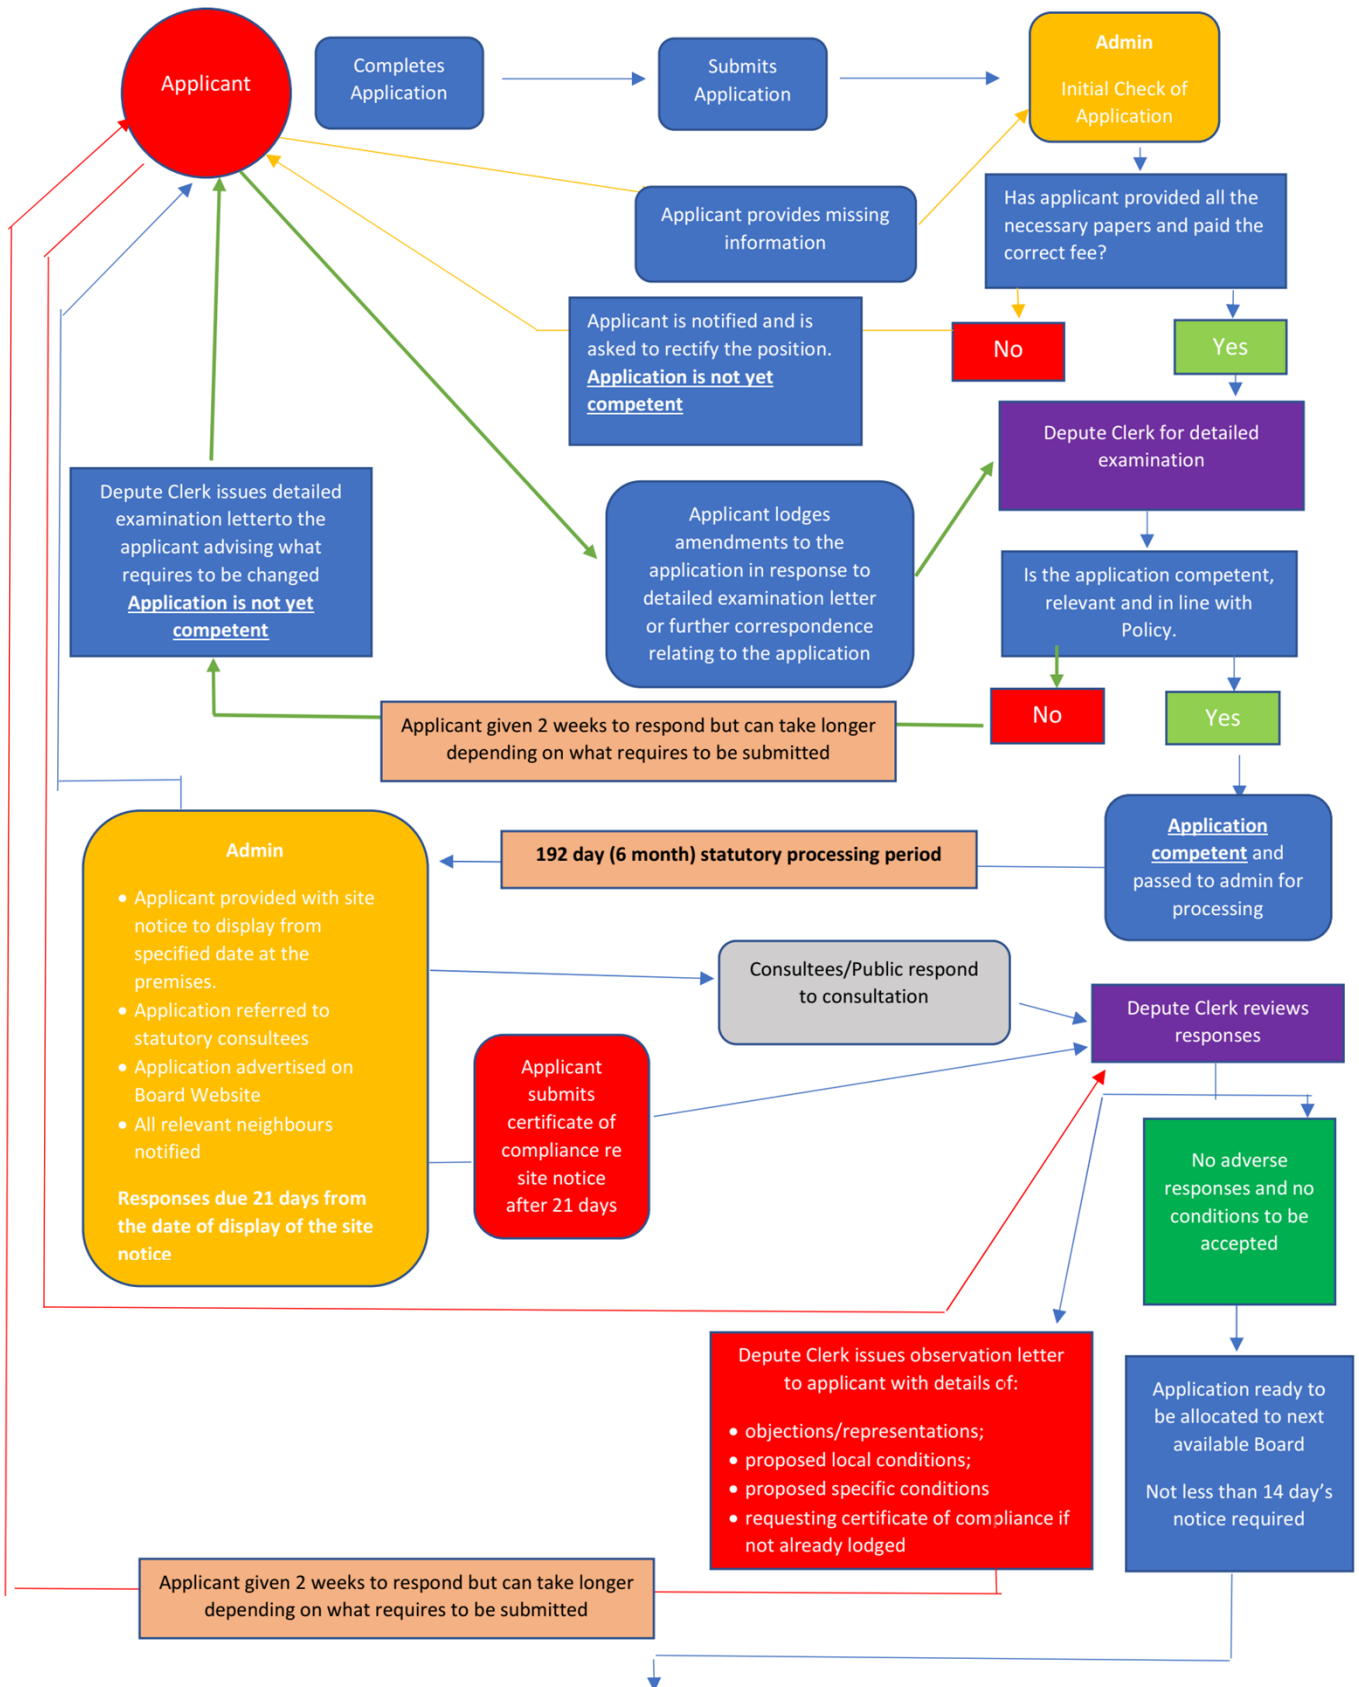 Applicant
Completes
Application
Submits
Application
Admin
Initial Check of
Application
Applicant provides missing
information
Has applicant provided all the
necessary papers and paid the
correct fee?
Applicant is notified and is
asked to rectify the position.
Application is not yet
competent
No
Yes
Depute Clerk for detailed
examination
Depute Clerk issues detailed
examination letterto the
applicant advising what
requires to be changed
Application is not yet
competent
Applicant lodges
amendments to the
application in response to
detailed examination letter
or further correspondence
relating to the application
Is the application competent,
relevant and in line with
Policy.
No
Yes
Applicant given 2 weeks to respond but can take longer
depending on what requires to be submitted
Application
competent and
passed to admin for
processing
192 day (6 month) statutory processing period
Admin
• Applicant provided with site
notice to display from
specified date at the
premises.
• Application referred to
statutory consultees
• Application advertised on
Board Website
• All relevant neighbours
notified
Responses due 21 days from
the date of display of the site
notice
Consultees/Public respond
to consultation
Applicant
submits
certificate of
compliance re
site notice
after 21 days
Depute Clerk reviews
responses
No adverse
responses and no
conditions to be
accepted
Depute Clerk issues observation letter
to applicant with details of:
• objections/representations;
• proposed local conditions;
• proposed specific conditions
• requesting certificate of compliance if
not already lodged
Application ready to
be allocated to next
available Board
Not less than 14 day's
notice required
Applicant given 2 weeks to respond but can take longer
depending on what requires to be submitted